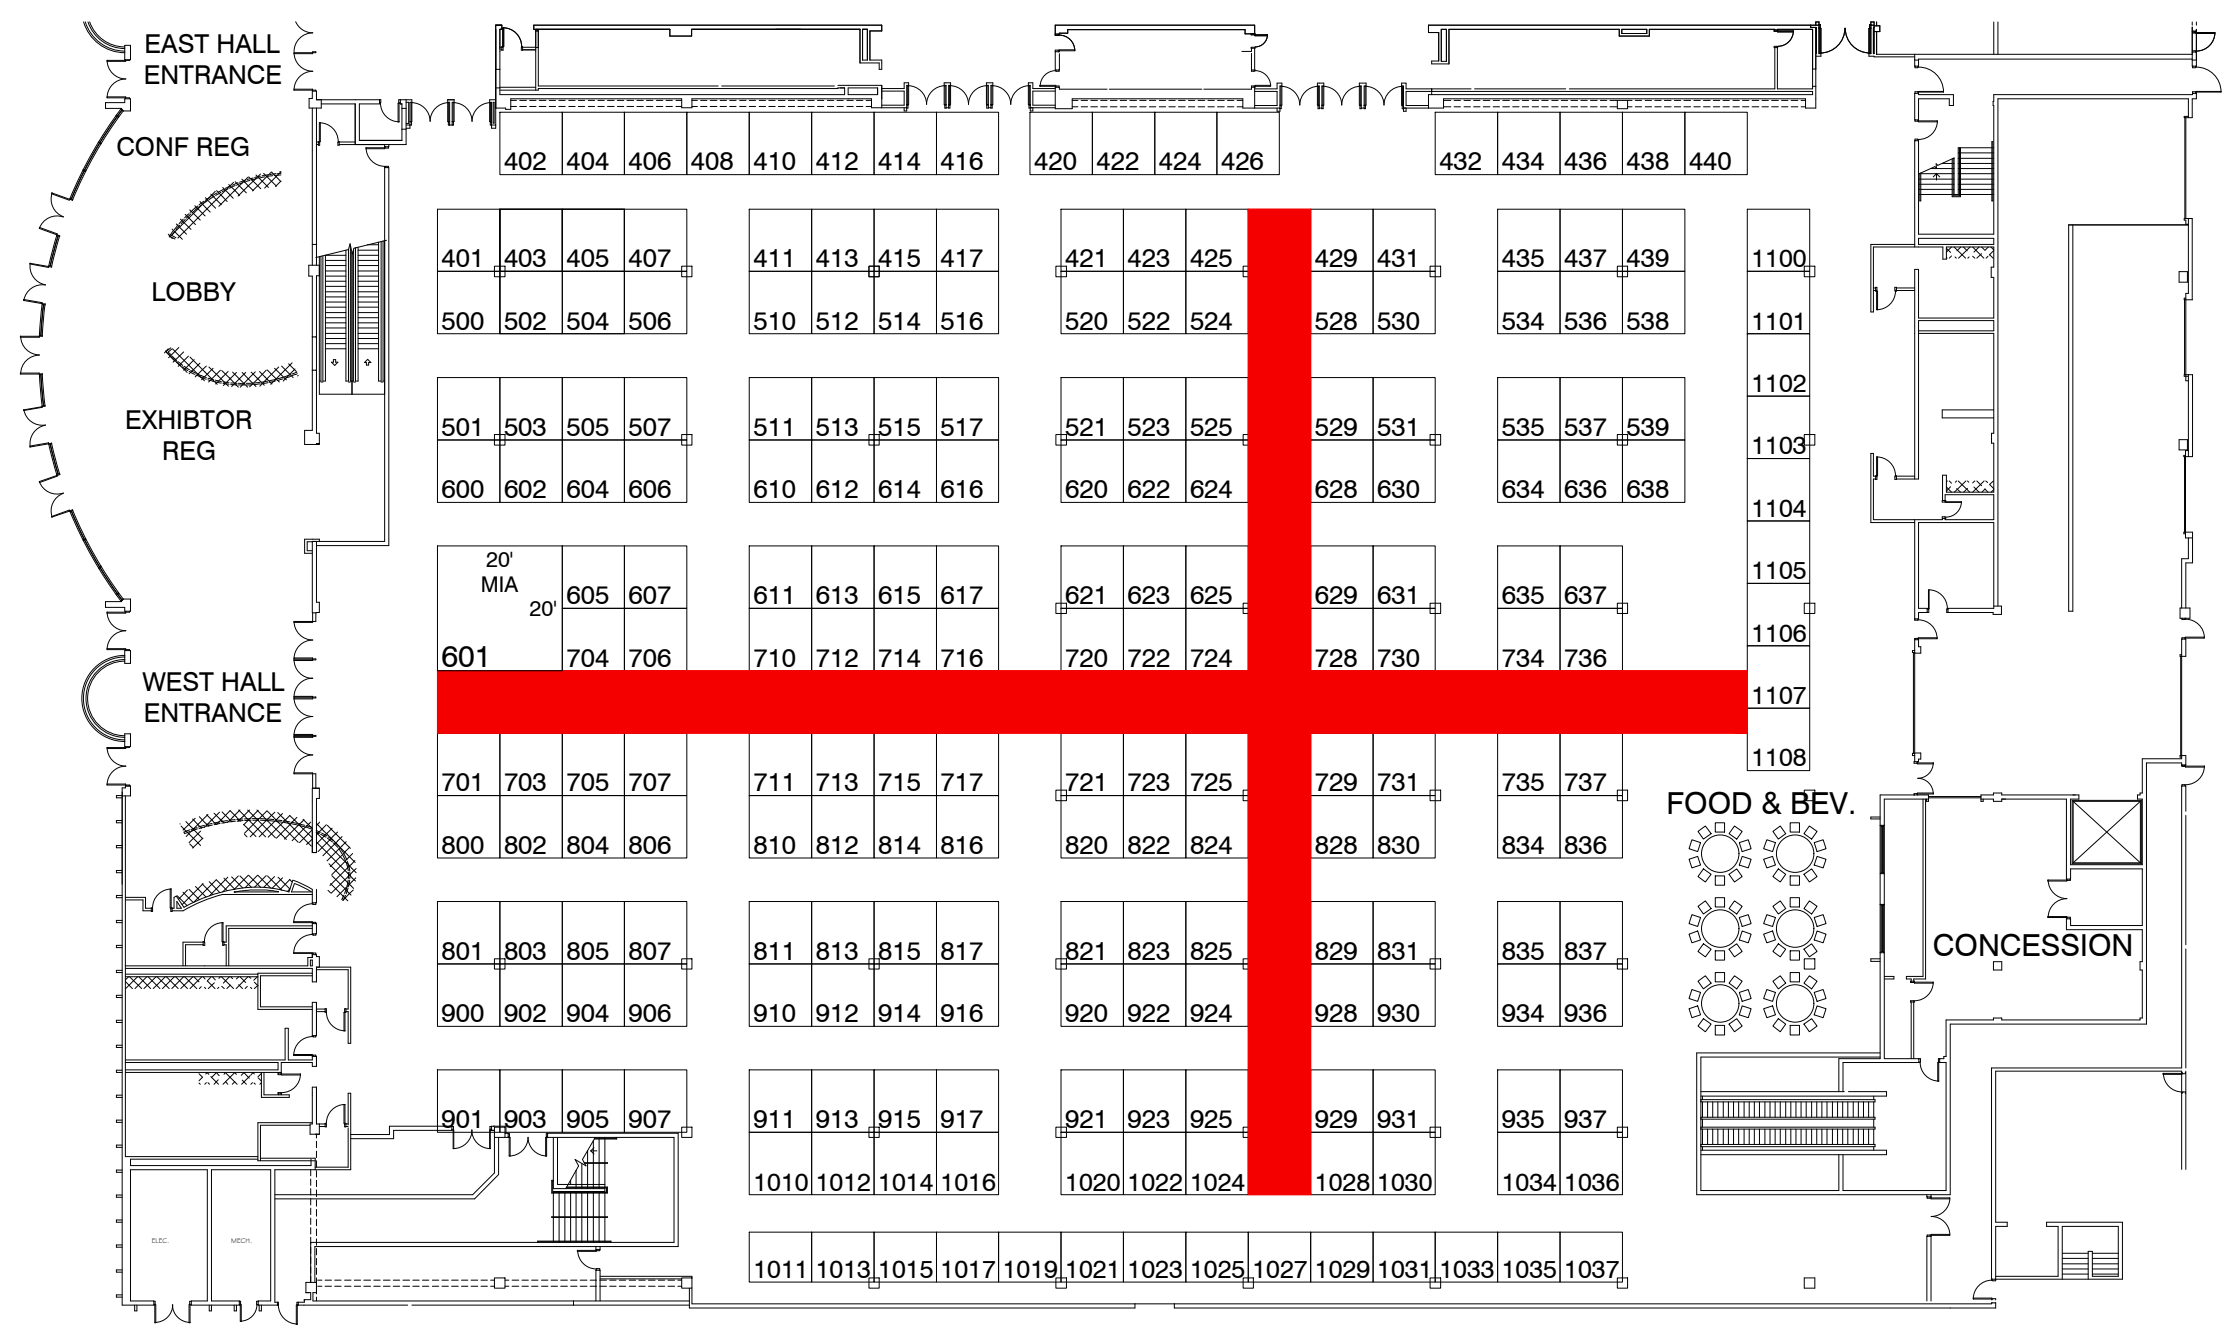 EAST HALL
ENTRANCE
CONF REG
402 404 406 408 410 412 414 416 420 422 424 426 432 434 436 438 440
401 403 405 407 411 413 415 417 421 423 425 429 431 435 437 439 1100
LOBBY
500 502 504 506 510 512 514 516 520 522 524 528 530 534 536 538 1101
1102
EXHIBTOR
REG
501 503 505 507 511 513 515 517 521 523 525 529 531 535 537 539 1103
600 602 604 606 610 612 614 616 620 622 624 628 630 634 636 638 1104
20'
MIA
20'
1105
605 607 611 613 615 617 621 623 625 629 631 635 637
1106
601 704 706 710 712 714 716 720 722 724 728 730 734 736
WEST HALL
ENTRANCE
1107
701 703 705 707 711 713 715 717 721 723 725 729 731 735 737 1108
FOOD & BEV.
800 802 804 806 810 812 814 816 820 822 824 828 830 834 836
801 803 805 807 811 813 815 817 821 823 825 829 831 835 837
CONCESSION
900 902 904 906 910 912 914 916 920 922 924 928 930 934 936
901 903 905 907 911 913 915 917 921 923 925 929 931 935 937
1010 1012 1014 1016 1020 1022 1024 1028 1030 1034 1036
ELEC. MECH.
1011 1013 1015 1017 1019 1021 1023 1025 1027 1029 1031 1033 1035 1037